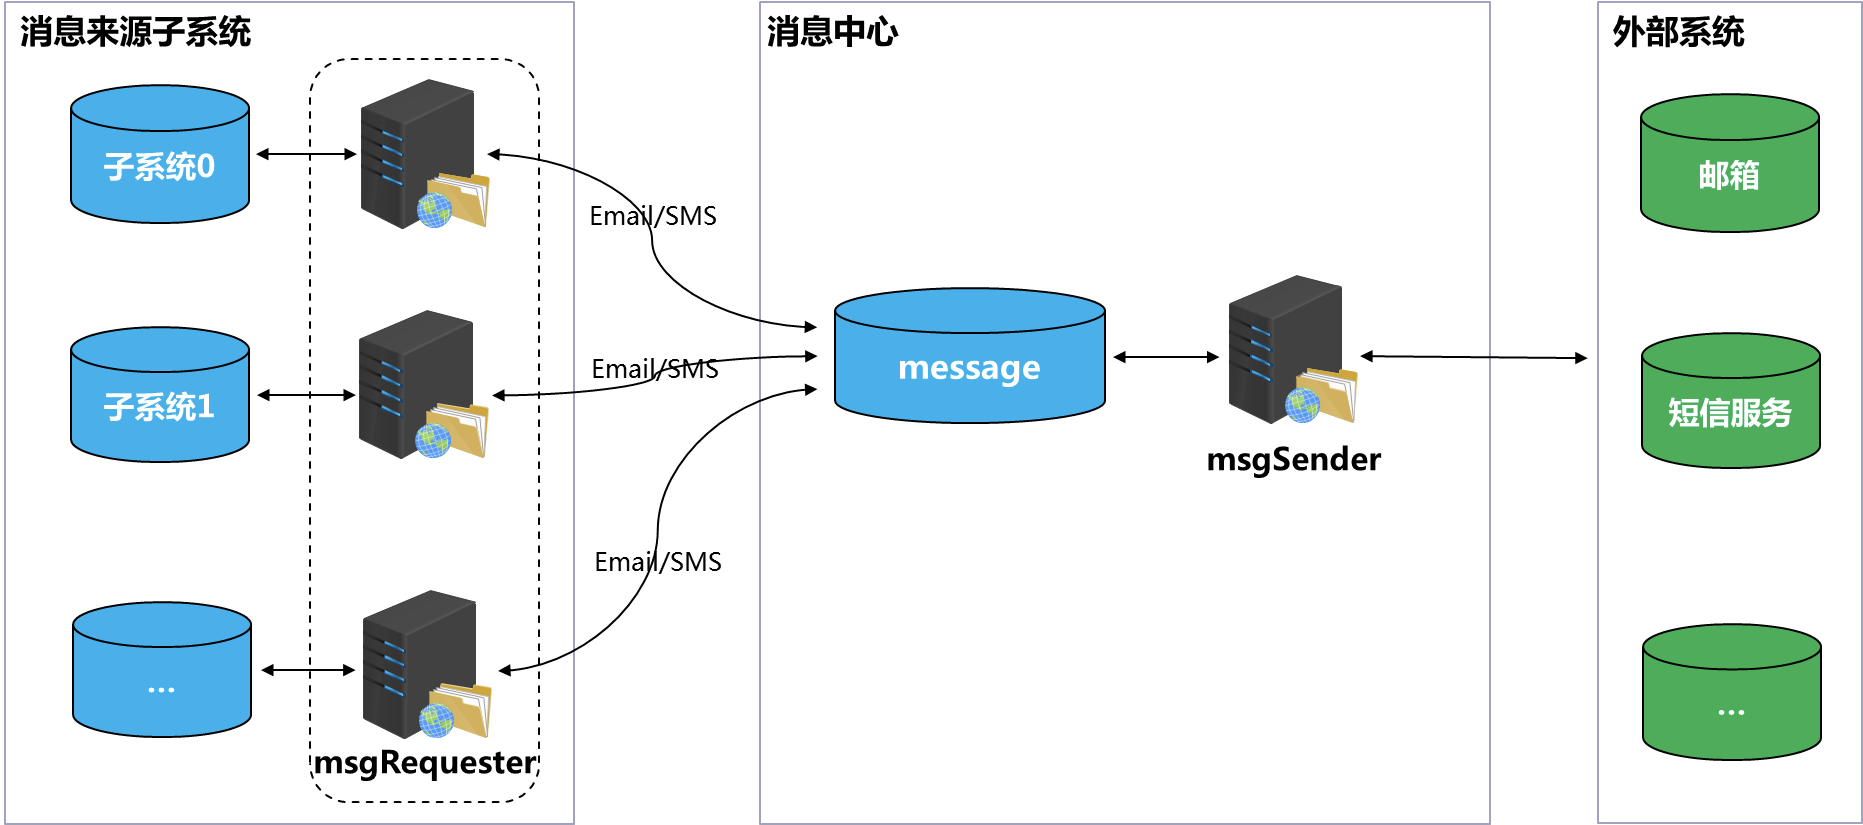 消息来源子系统
子系统0
子系统1
...
msgRequester
Email/SMS
Email/SMS
Email/SMS
消息中心
message
msgSender
外部系统
邮箱
短信服务
...